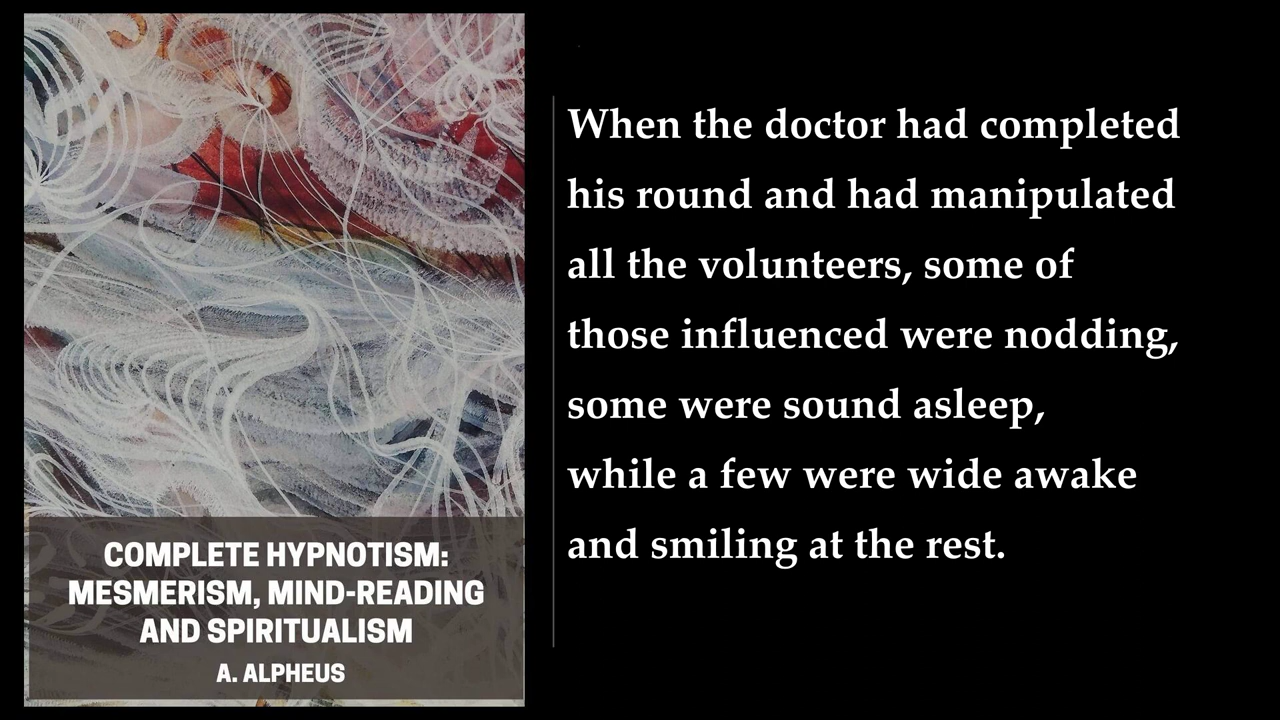 When the doctor had completed
his round and had manipulated
all the volunteers, some of
those influenced were nodding,
some were sound asleep,
while a few were wide awake
and smiling at the rest.
COMPLETE HYPNOTISM:
MESMERISM, MIND-READING
AND SPIRITUALISM
A. ALPHEUS